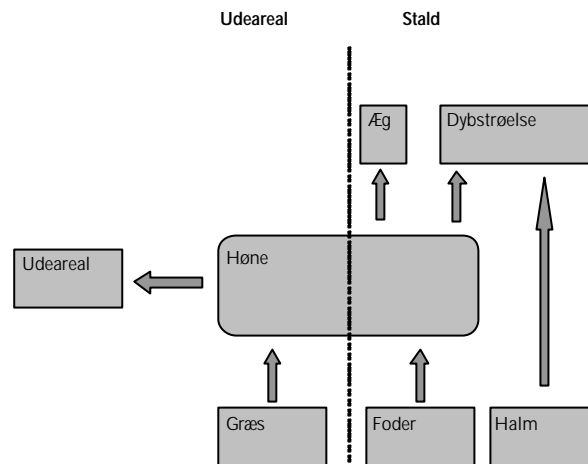 Udeareal Stald
Æg Dybstrøelse
Høne
Udeareal
Græs Foder Halm